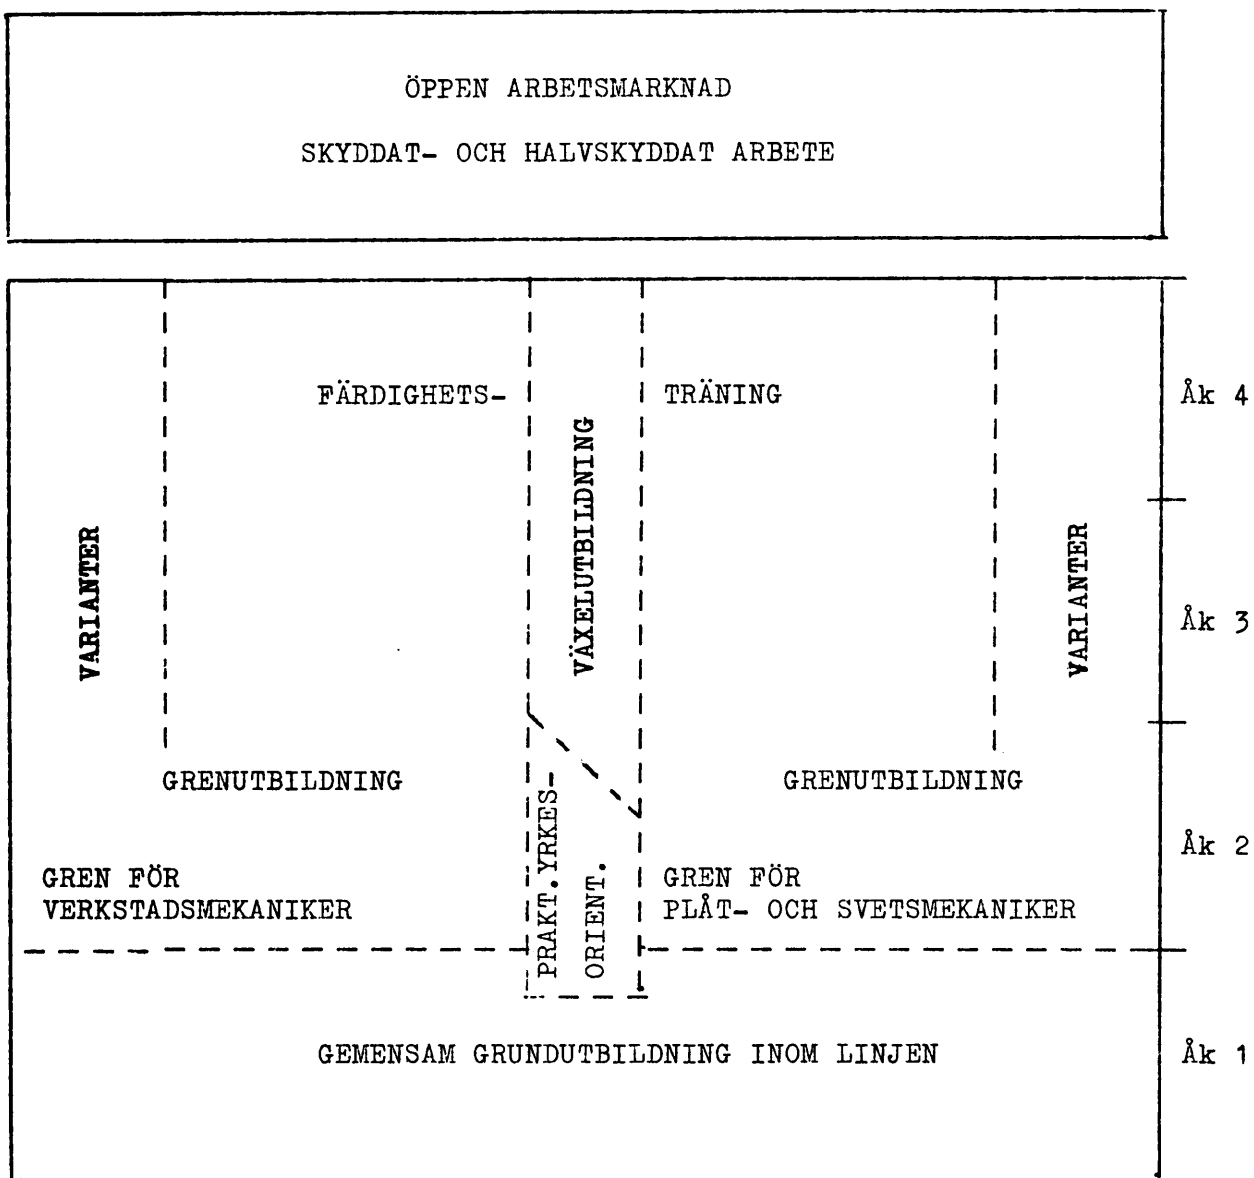 ÖPPEN ARBETSMARKNAD
SKYDDAT- OCH HALVSKYDDAT ARBETE
FÄRDIGHETS-
TRÄNING
Åk 4
VARIANTER
VÄXELUTBILDNING
VARIANTER
Åk 3
GRENUTBILDNING
GRENUTBILDNING
PRAKT.YRKES-
ORIENT.
Åk 2
GREN FÖR
VERKSTADSMEKANIKER
GREN FÖR
PLÅT- OCH SVETSMEKANIKER
GEMENSAM GRUNDUTBILDNING INOM LINJEN
Åk 1